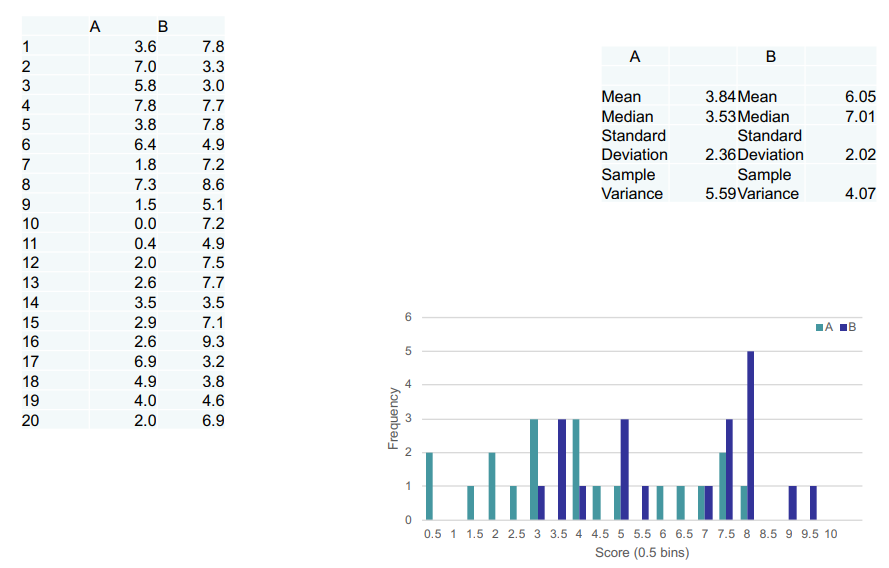 A B
1 3.6 7.8
2 7.0 3.3
3 5.8 3.0
4 7.8 7.7
5 3.8 7.8
6 6.4 4.9
7 1.8 7.2
8 7.3 8.6
9 1.5 5.1
10 0.0 7.2
11 0.4 4.9
12 2.0 7.5
13 2.6 7.7
14 3.5 3.5
15 2.9 7.1
16 2.6 9.3
17 6.9 3.2
18 4.9 3.8
19 4.0 4.6
20 2.0 6.9
A B
Mean 3.84 Mean 6.05
Median 3.53 Median 7.01
Standard Standard
Deviation 2.36 Deviation 2.02
Sample Sample
Variance 5.59 Variance 4.07
A B
6
5
4
3
2
1
0
Frequency
0.5 1 1.5 2 2.5 3 3.5 4 4.5 5 5.5 6 6.5 7 7.5 8 8.5 9 9.5 10
Score (0.5 bins)